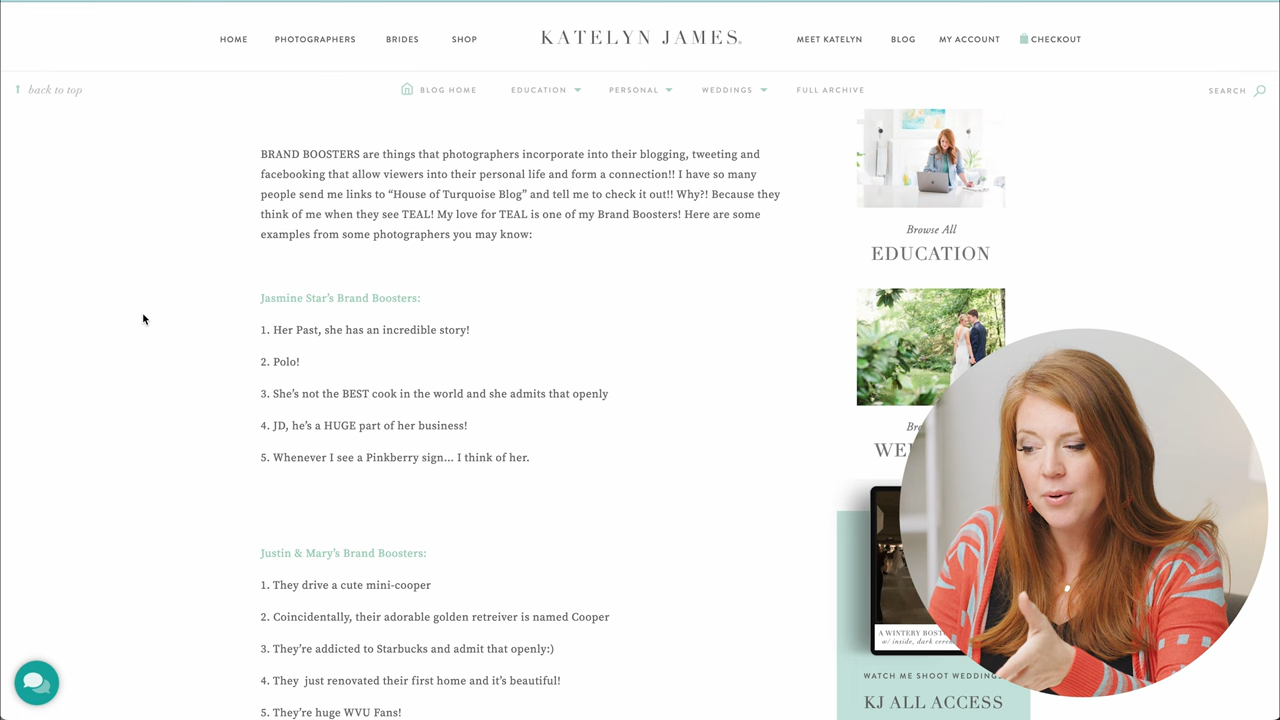 HOME PHOTOGRAPHERS BRIDES SHOP KATELYN JAMES. MEET KATELYN BLOG MY ACCOUNT CHECKOUT
back to top BLOG HOME EDUCATION PERSONAL WEDDINGS FULL ARCHIVE SEARCH
BRAND BOOSTERS are things that photographers incorporate into their blogging, tweeting and
facebooking that allow viewers into their personal life and form a connection!! I have so many
people send me links to “House of Turquoise Blog” and tell me to check it out!! Why?! Because they
think of me when they see TEAL! My love for TEAL is one of my Brand Boosters! Here are some
examples from some photographers you may know:
Jasmine Star’s Brand Boosters:
1. Her Past, she has an incredible story!
2. Polo!
3. She’s not the BEST cook in the world and she admits that openly
4. JD, he’s a HUGE part of her business!
5. Whenever I see a Pinkberry sign… I think of her.
Justin & Mary’s Brand Boosters:
1. They drive a cute mini-cooper
2. Coincidentally, their adorable golden retreiver is named Cooper
3. They’re addicted to Starbucks and admit that openly:)
4. They  just renovated their first home and it’s beautiful!
5. They’re huge WVU Fans!
Browse All
EDUCATION
A WINTERY
w/ inside, dark
WATCH ME SHOOT WEDDING
KJ ALL ACCESS